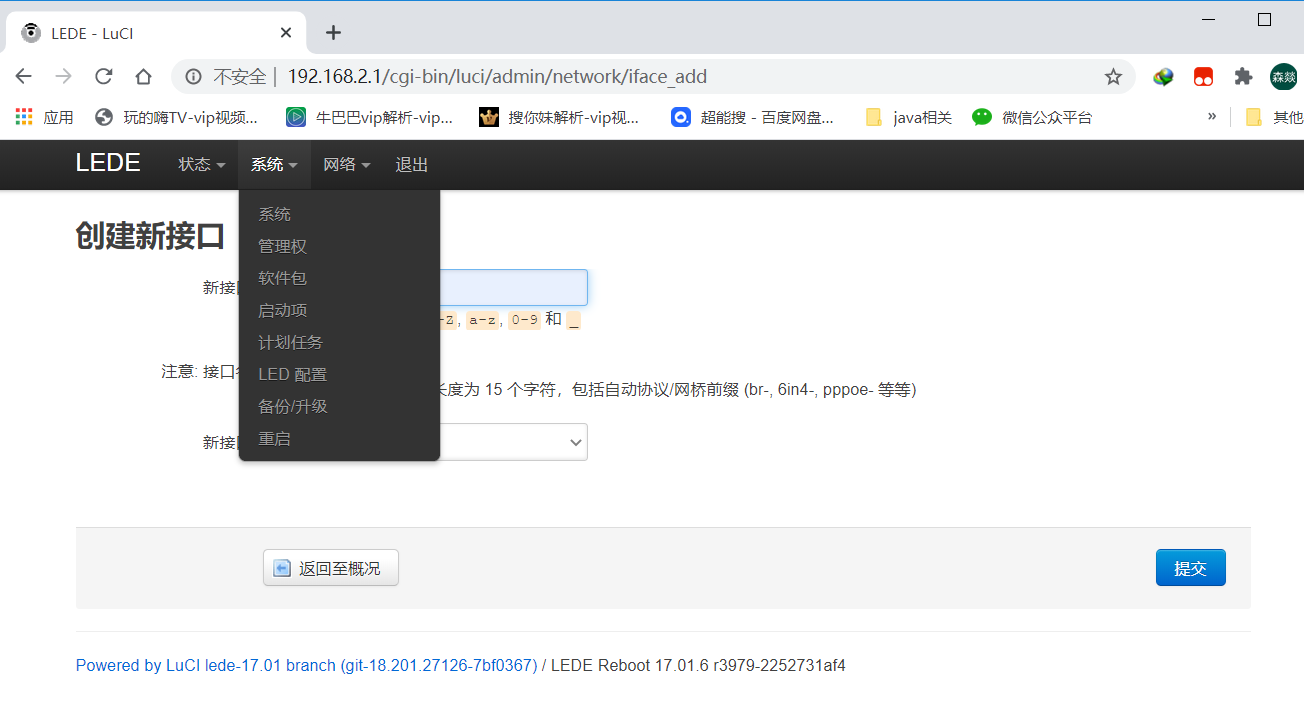 LEDE - LuCI
不安全 | 192.168.2.1/cgi-bin/luci/admin/network/iface_add
森燚
应用 玩的嗨TV-vip视频... 牛巴巴vip解析-vip... 搜你妹解析-vip视... 超能搜 - 百度网盘... java相关 微信公众平台 » 其他
LEDE 状态 系统 网络 退出
系统
管理权
软件包
启动项
计划任务
LED 配置
备份/升级
重启
创建新接口
新接
-Z, a-z, 0-9 和 _
注意: 接口
长度为 15 个字符，包括自动协议/网桥前缀 (br-, 6in4-, pppoe- 等等)
新接
返回至概况 提交
Powered by LuCI lede-17.01 branch (git-18.201.27126-7bf0367) / LEDE Reboot 17.01.6 r3979-2252731af4